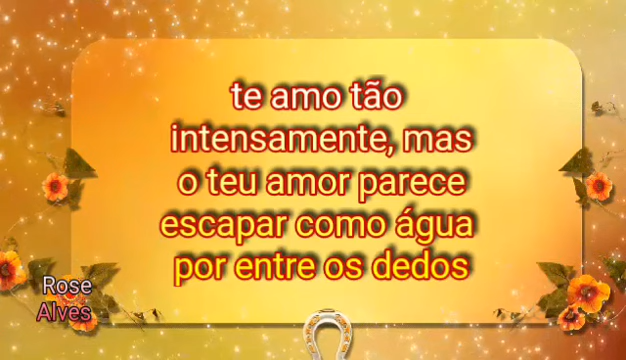 te amo tão
intensamente, mas
o teu amor parece
escapar como água
por entre os dedos
Rose
Alves